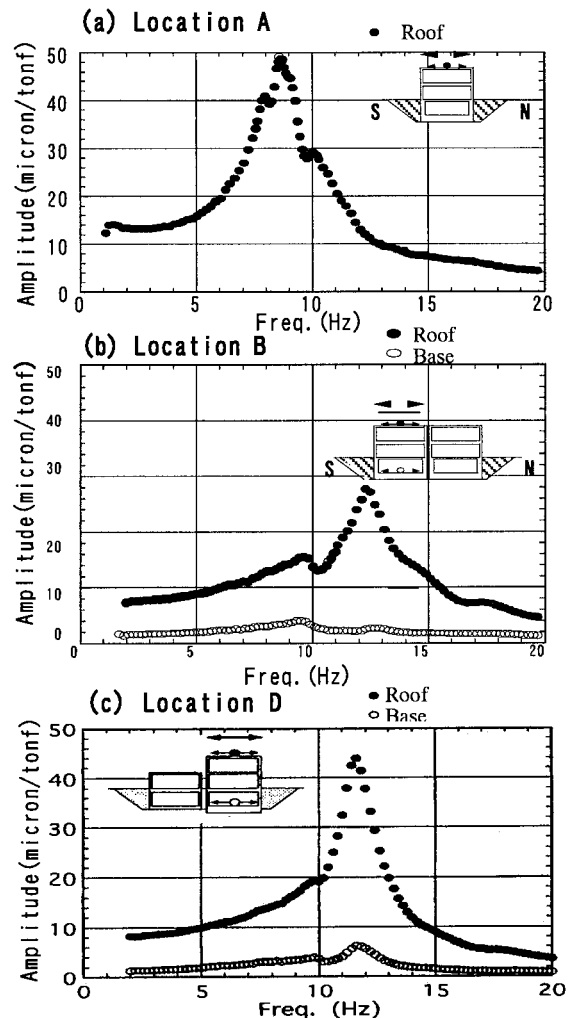 (a) Location A
● Roof
Amplitude(micron/tonf)
50
40
30
20
10
0
S N
0 5 10 15 20
Freq.(Hz)
(b) Location B
● Roof
○ Base
Amplitude(micron/tonf)
50
40
30
20
10
0
S N
0 5 10 15 20
Freq.(Hz)
(c) Location D
● Roof
○ Base
Amplitude(micron/tonf)
50
40
30
20
10
0
0 5 10 15 20
Freq. (Hz)